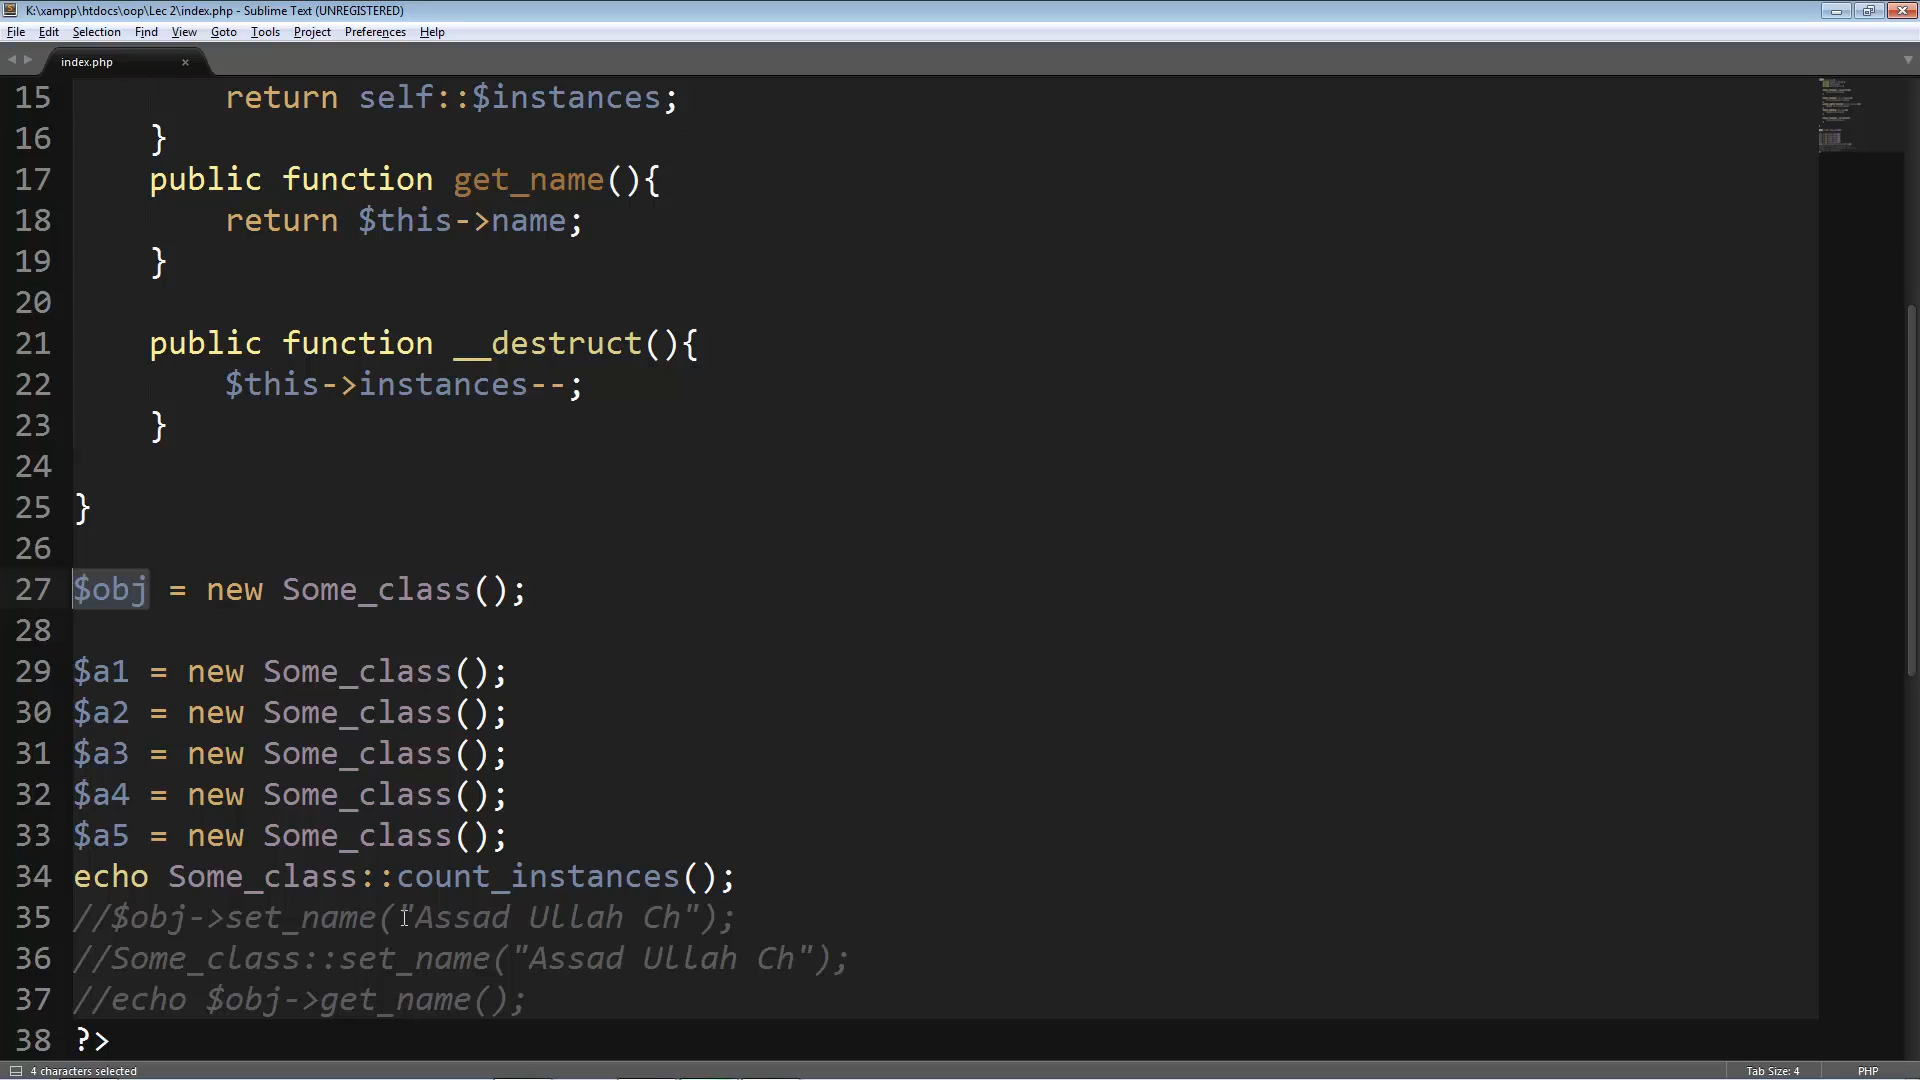 K:\xampp\htdocs\oop\Lec 2\index.php - Sublime Text (UNREGISTERED)
File Edit Selection Find View Goto Tools Project Preferences Help
index.php ×
15 return self::$instances;
16 }
17 public function get_name(){
18 return $this->name;
19 }
20
21 public function __destruct(){
22 $this->instances--;
23 }
24
25 }
26
27 $obj = new Some_class();
28
29 $a1 = new Some_class();
30 $a2 = new Some_class();
31 $a3 = new Some_class();
32 $a4 = new Some_class();
33 $a5 = new Some_class();
34 echo Some_class::count_instances();
35 //$obj->set_name("Assad Ullah Ch");
36 //Some_class::set_name("Assad Ullah Ch");
37 //echo $obj->get_name();
38 ?>
4 characters selected Tab Size: 4 PHP